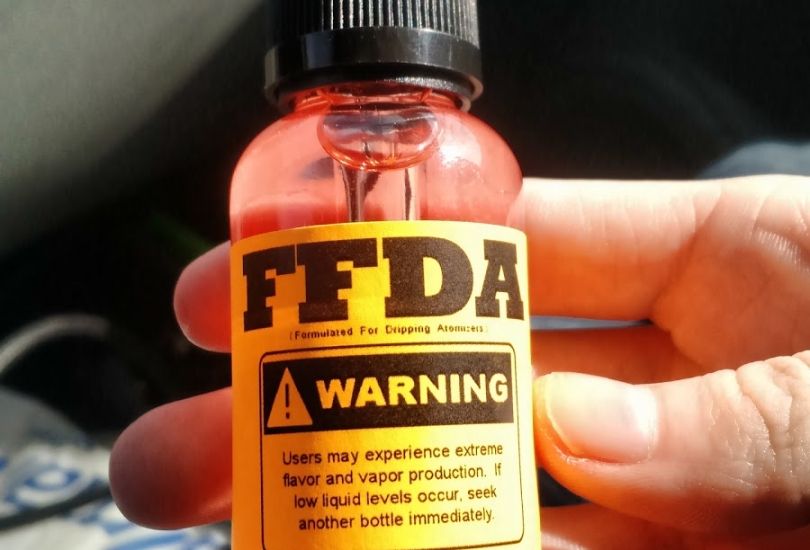 FFDA
(Formulated For Dripping Atomizers)
WARNING
Users may experience extreme
flavor and vapor production. If
low liquid levels occur, seek
another bottle immediately.